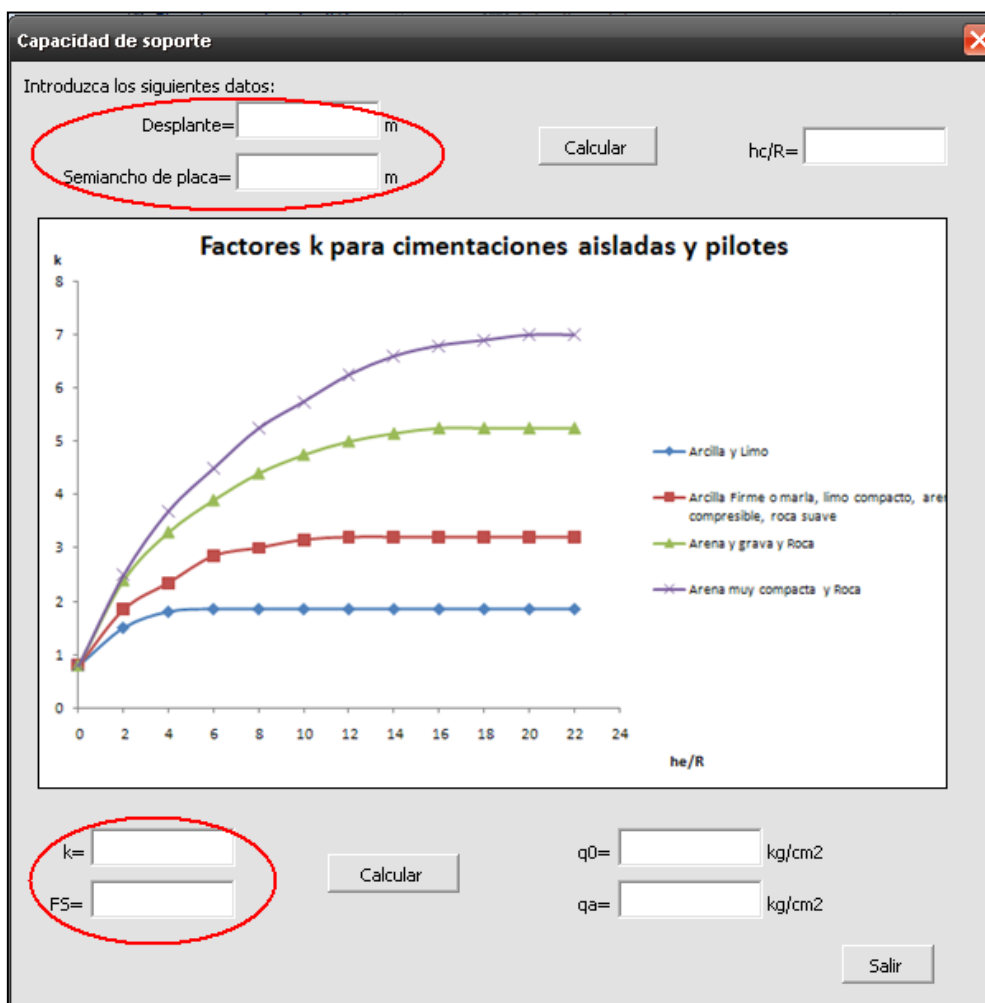 Capacidad de soporte
Introduzca los siguientes datos:
Desplante= m
Semiancho de placa= m
Calcular
hc/R=
Factores k para cimentaciones aisladas y pilotes
k
8
7
6
5
4
3
2
1
0
0 2 4 6 8 10 12 14 16 18 20 22 24
he/R
Arcilla y Limo
Arcilla Firme o marla, limo compacto, aren
compresible, roca suave
Arena y grava y Roca
Arena muy compacta y Roca
k=
FS=
Calcular
q0= kg/cm2
qa= kg/cm2
Salir